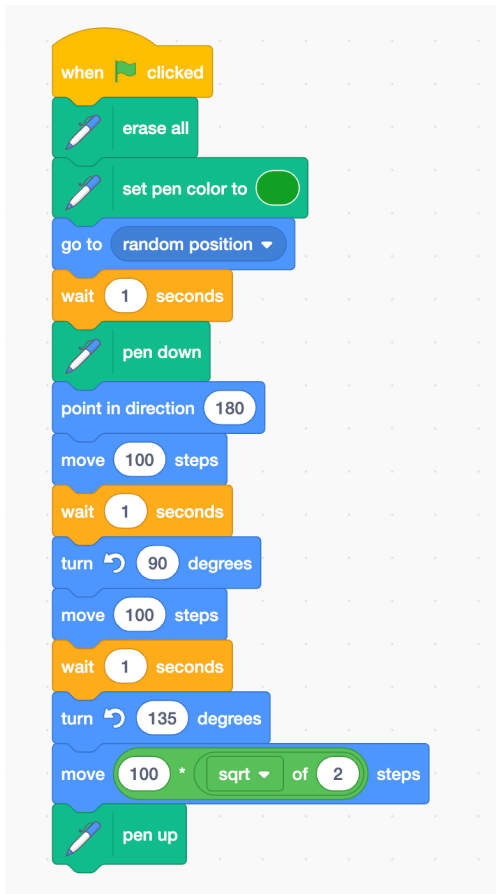 when clicked
erase all
set pen color to
go to random position
wait 1 seconds
pen down
point in direction 180
move 100 steps
wait 1 seconds
turn 90 degrees
move 100 steps
wait 1 seconds
turn 135 degrees
move 100 * sqrt of 2 steps
pen up